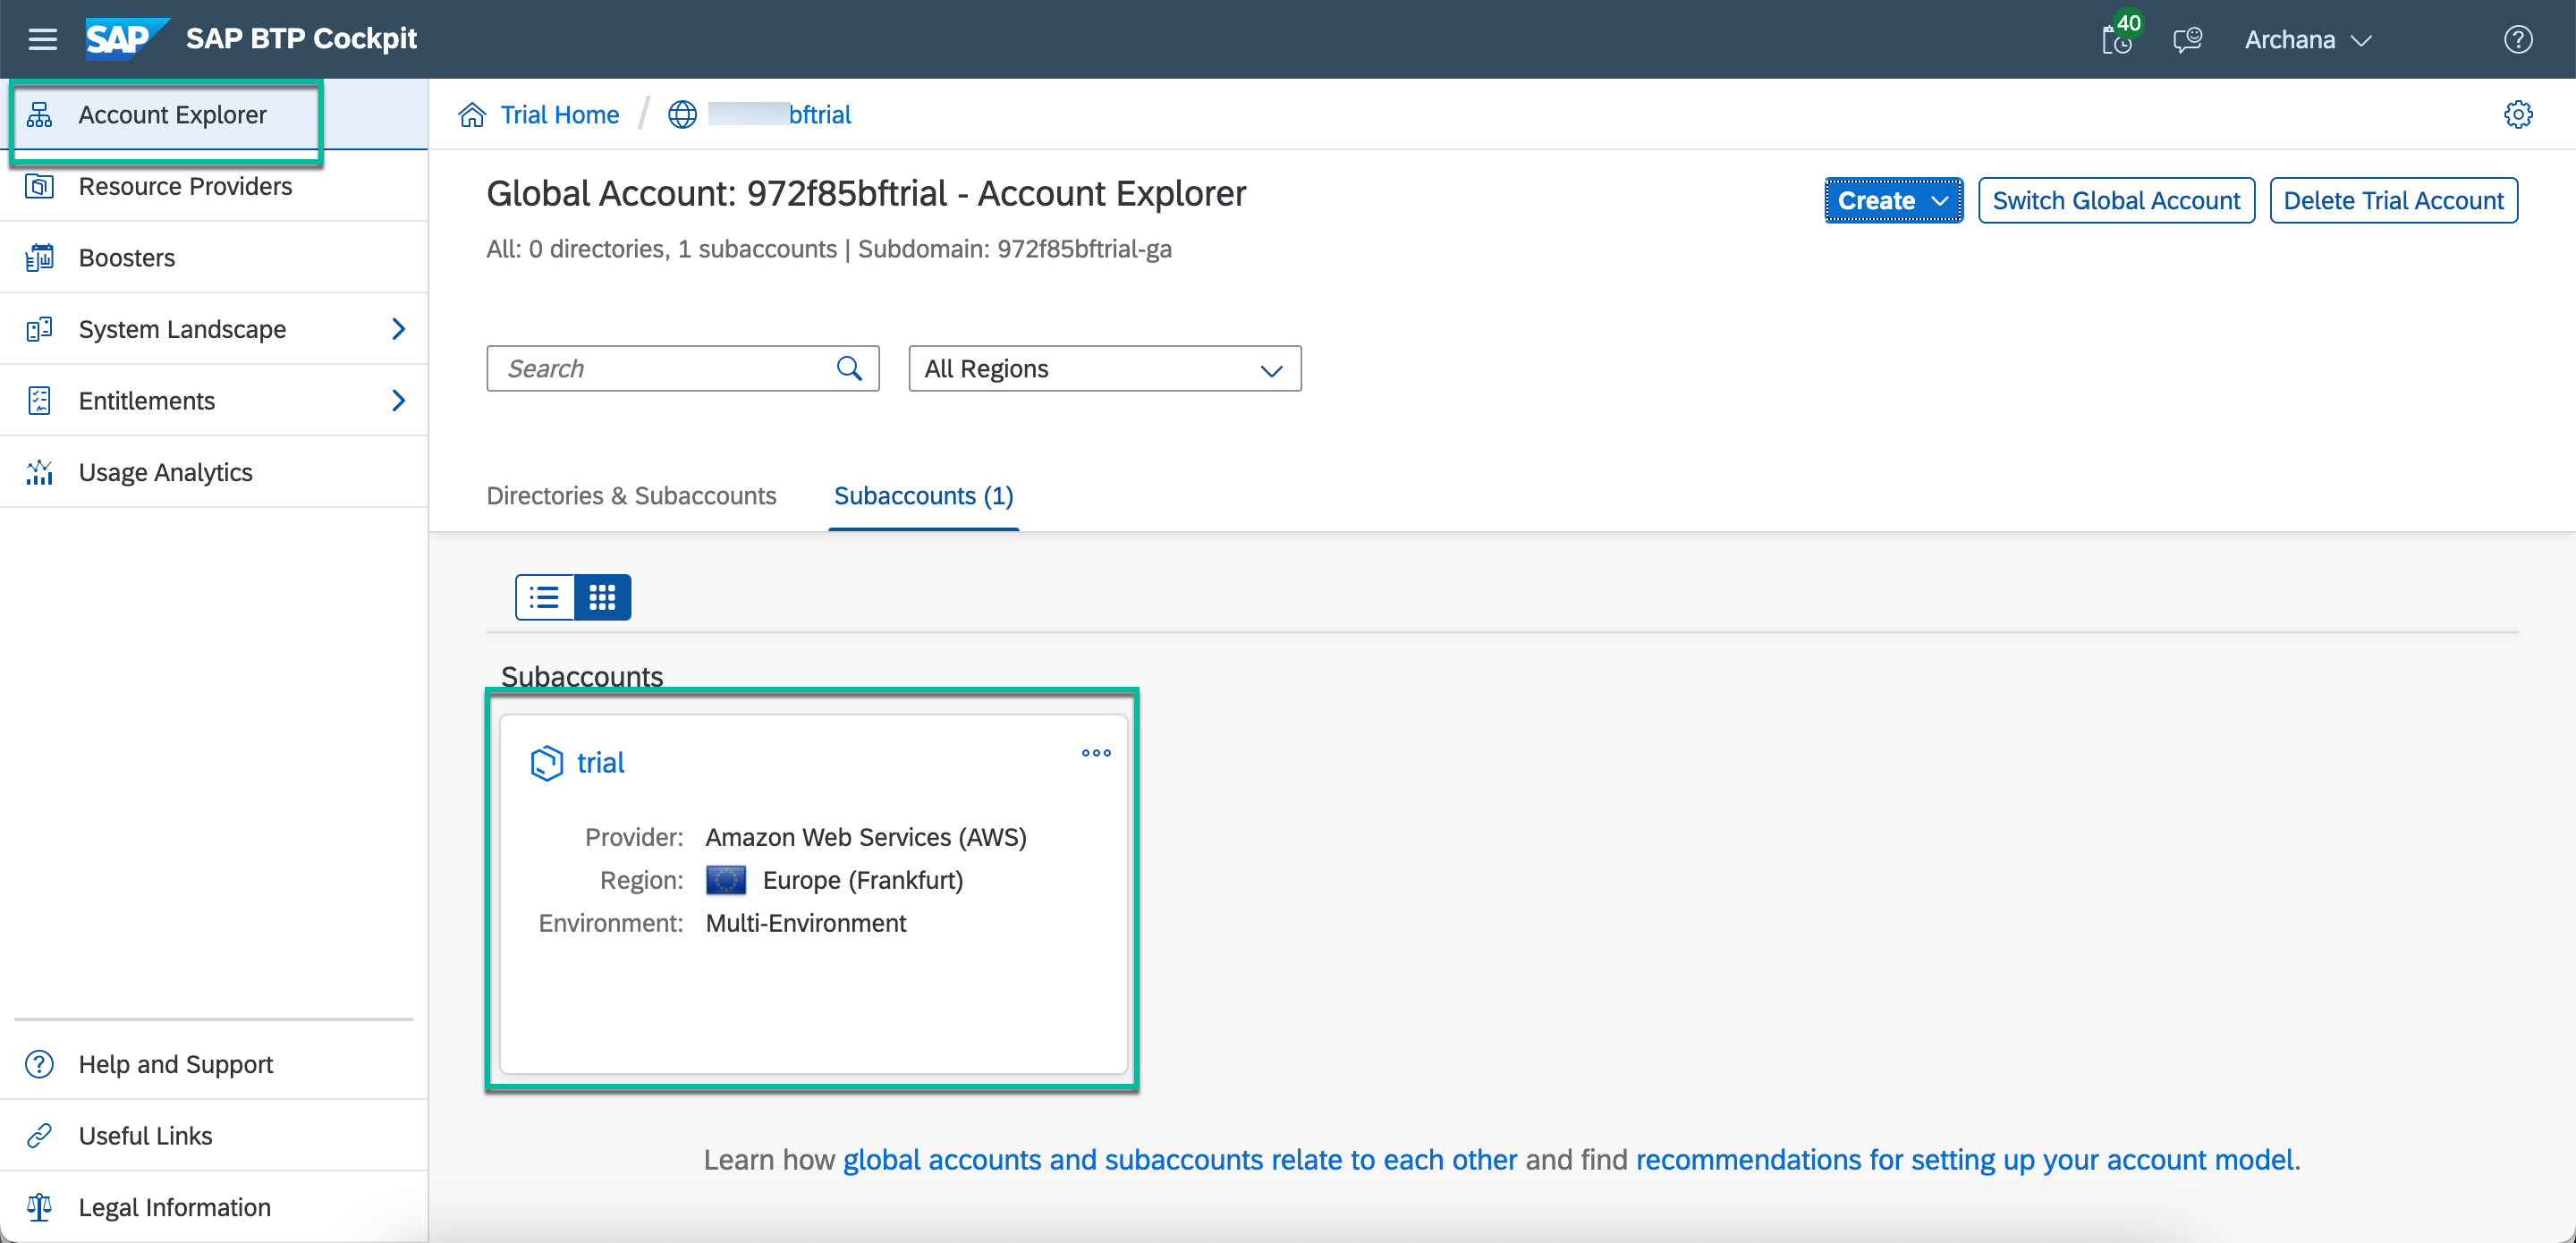 SAP SAP BTP Cockpit 40 Archana
Account Explorer
Resource Providers
Boosters
System Landscape
Entitlements
Usage Analytics
Help and Support
Useful Links
Legal Information
Trial Home / bftrial
Global Account: 972f85bftrial - Account Explorer
Create Switch Global Account Delete Trial Account
All: 0 directories, 1 subaccounts | Subdomain: 972f85bftrial-ga
Search All Regions
Directories & Subaccounts Subaccounts (1)
Subaccounts
trial
Provider: Amazon Web Services (AWS)
Region: Europe (Frankfurt)
Environment: Multi-Environment
Learn how global accounts and subaccounts relate to each other and find recommendations for setting up your account model.